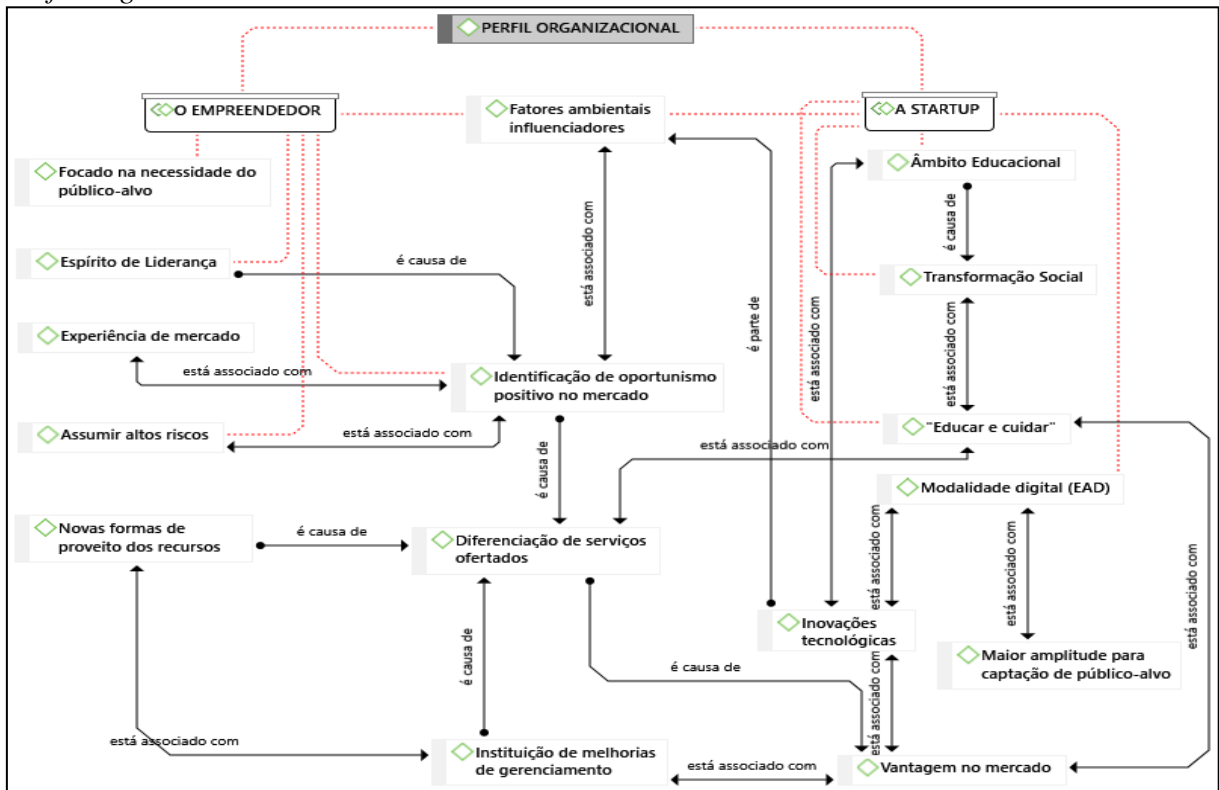 PERFIL ORGANIZACIONAL
O EMPREENDEDOR
Fatores ambientais
influenciadores
A STARTUP
Focado na necessidade do
público-alvo
Âmbito Educacional
é causa de
Espírito de Liderança
é causa de
está associado com
Transformação Social
é parte de
está associado com
está associado com
Experiência de mercado
está associado com
Identificação de oportunismo
positivo no mercado
Assumir altos riscos
está associado com
"Educar e cuidar"
está associado com
é causa de
Modalidade digital (EAD)
Novas formas de
proveito dos recursos
é causa de
Diferenciação de serviços
ofertados
está associado com
está associado com
está associado com
Inovações
tecnológicas
Maior amplitude para
captação de público-alvo
é causa de
é causa de
está associado com
está associado com
Instituição de melhorias
de gerenciamento
está associado com
Vantagem no mercado